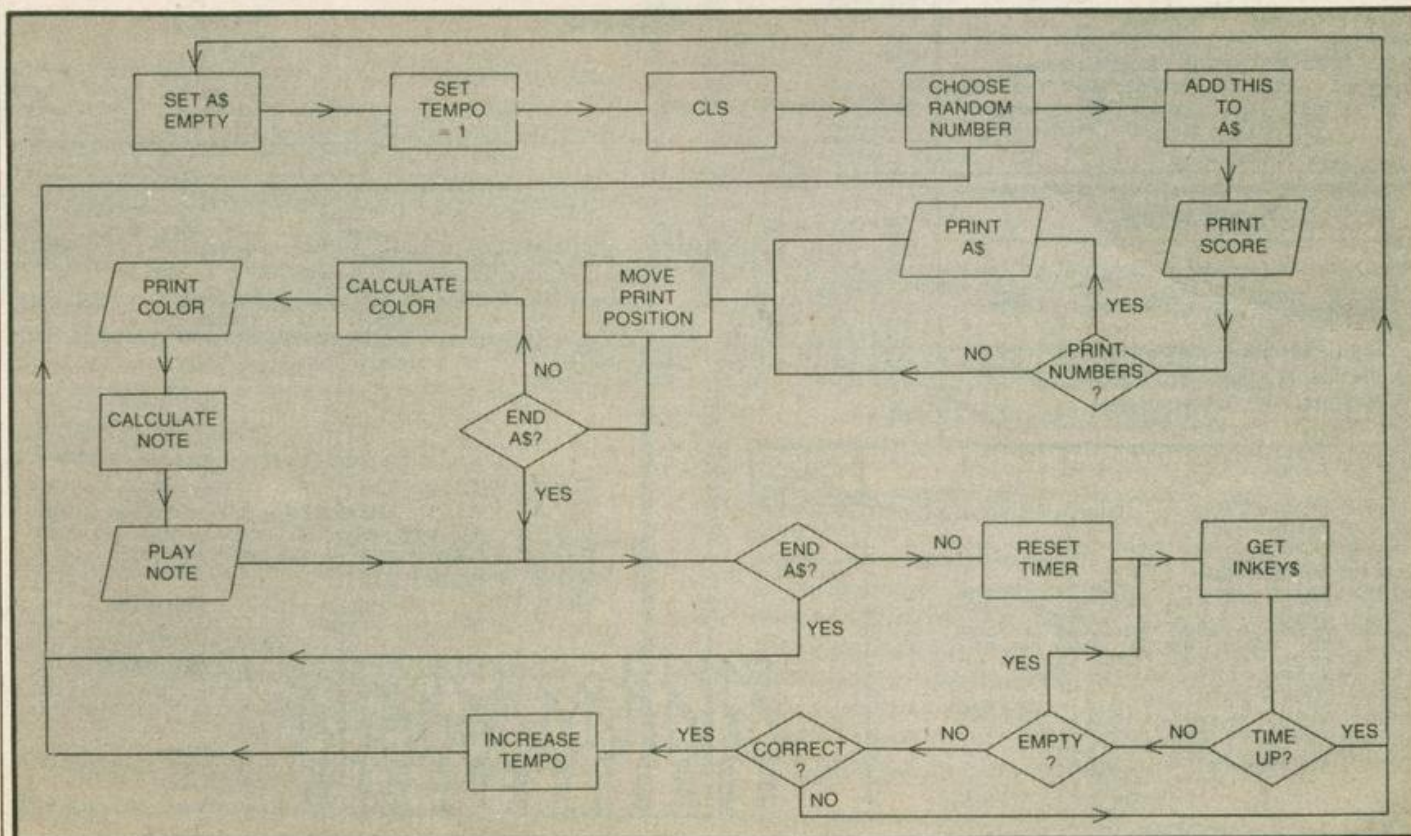 SET A$
EMPTY
SET
TEMPO
= 1
CLS
CHOOSE
RANDOM
NUMBER
ADD THIS
TO
A$
PRINT
COLOR
CALCULATE
COLOR
MOVE
PRINT
POSITION
PRINT
A$
PRINT
SCORE
YES
NO
PRINT
NUMBERS
?
NO
CALCULATE
NOTE
END
A$?
YES
PLAY
NOTE
END
A$?
NO
RESET
TIMER
GET
INKEY$
YES
YES
INCREASE
TEMPO
YES
CORRECT
?
NO
EMPTY
?
NO
TIME
UP?
YES
NO